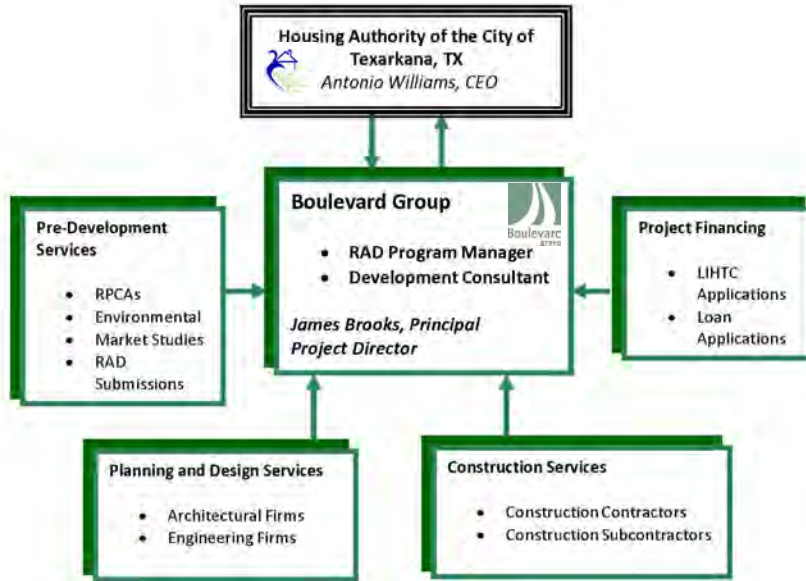 Housing Authority of the City of
Texarkana, TX
Antonio Williams, CEO
Boulevard Group
• RAD Program Manager
• Development Consultant
James Brooks, Principal
Project Director
Boulevarc
GROUP
Pre-Development
Services
• RPCAs
• Environmental
• Market Studies
• RAD
Submissions
Project Financing
• LIHTC
Applications
• Loan
Applications
Planning and Design Services
• Architectural Firms
• Engineering Firms
Construction Services
• Construction Contractors
• Construction Subcontractors